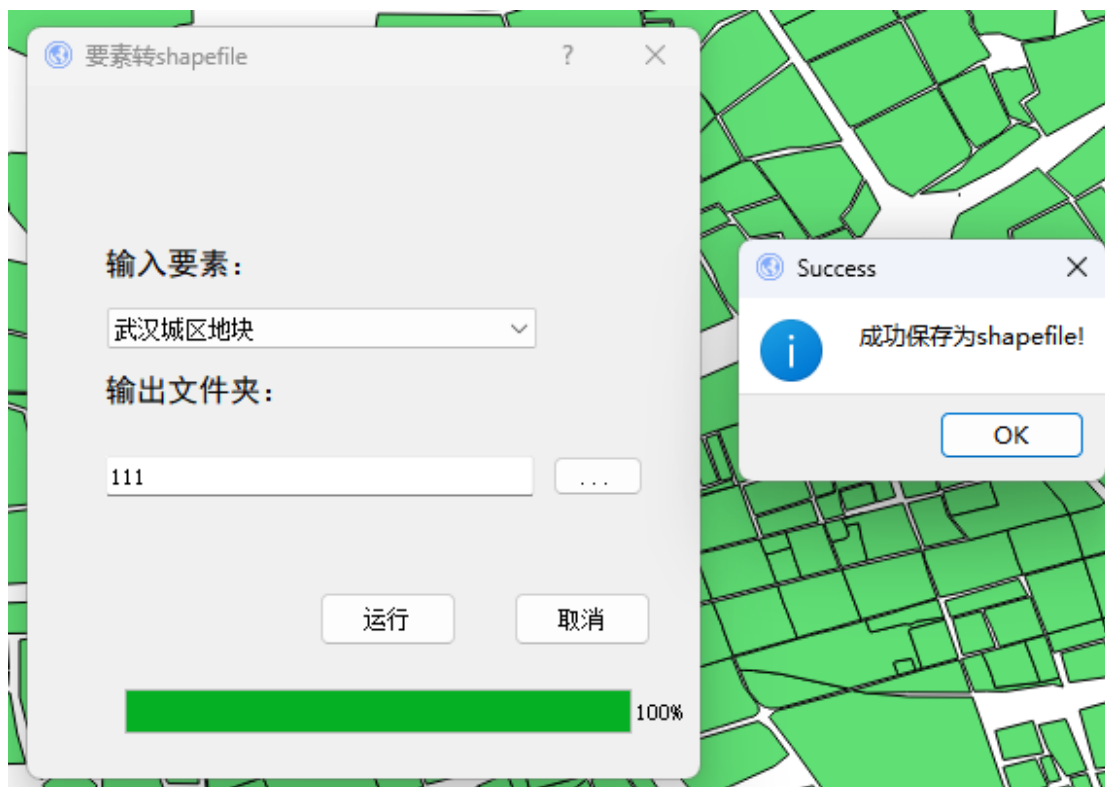 要素转shapefile
?
输入要素：
武汉城区地块
输出文件夹：
111
...
运行
取消
100%
Success
成功保存为shapefile!
OK